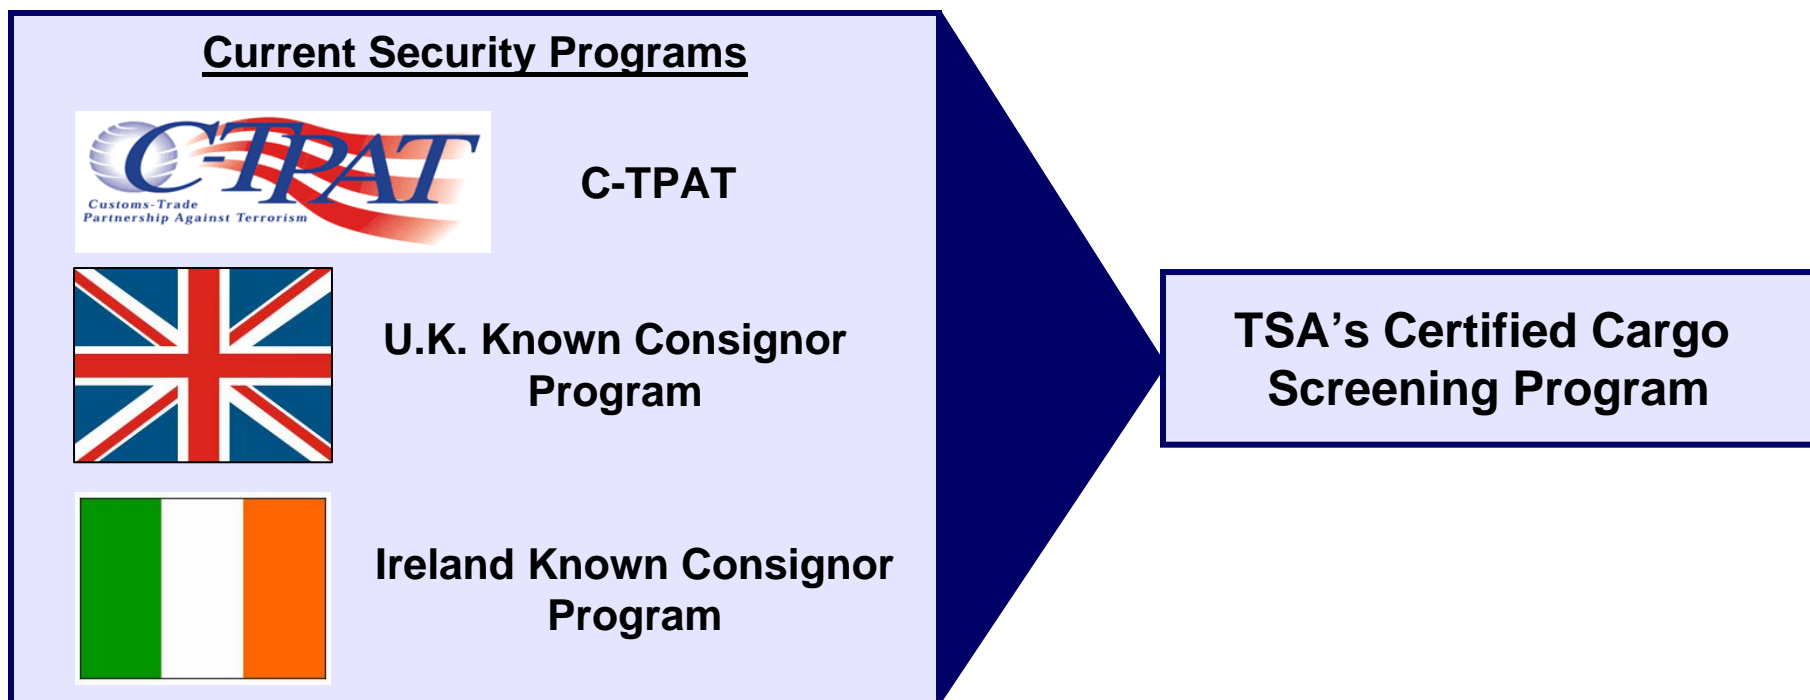 Current Security Programs
C-TPAT
Customs-Trade
Partnership Against Terrorism
C-TPAT
U.K. Known Consignor
Program
Ireland Known Consignor
Program
TSA’s Certified Cargo
Screening Program